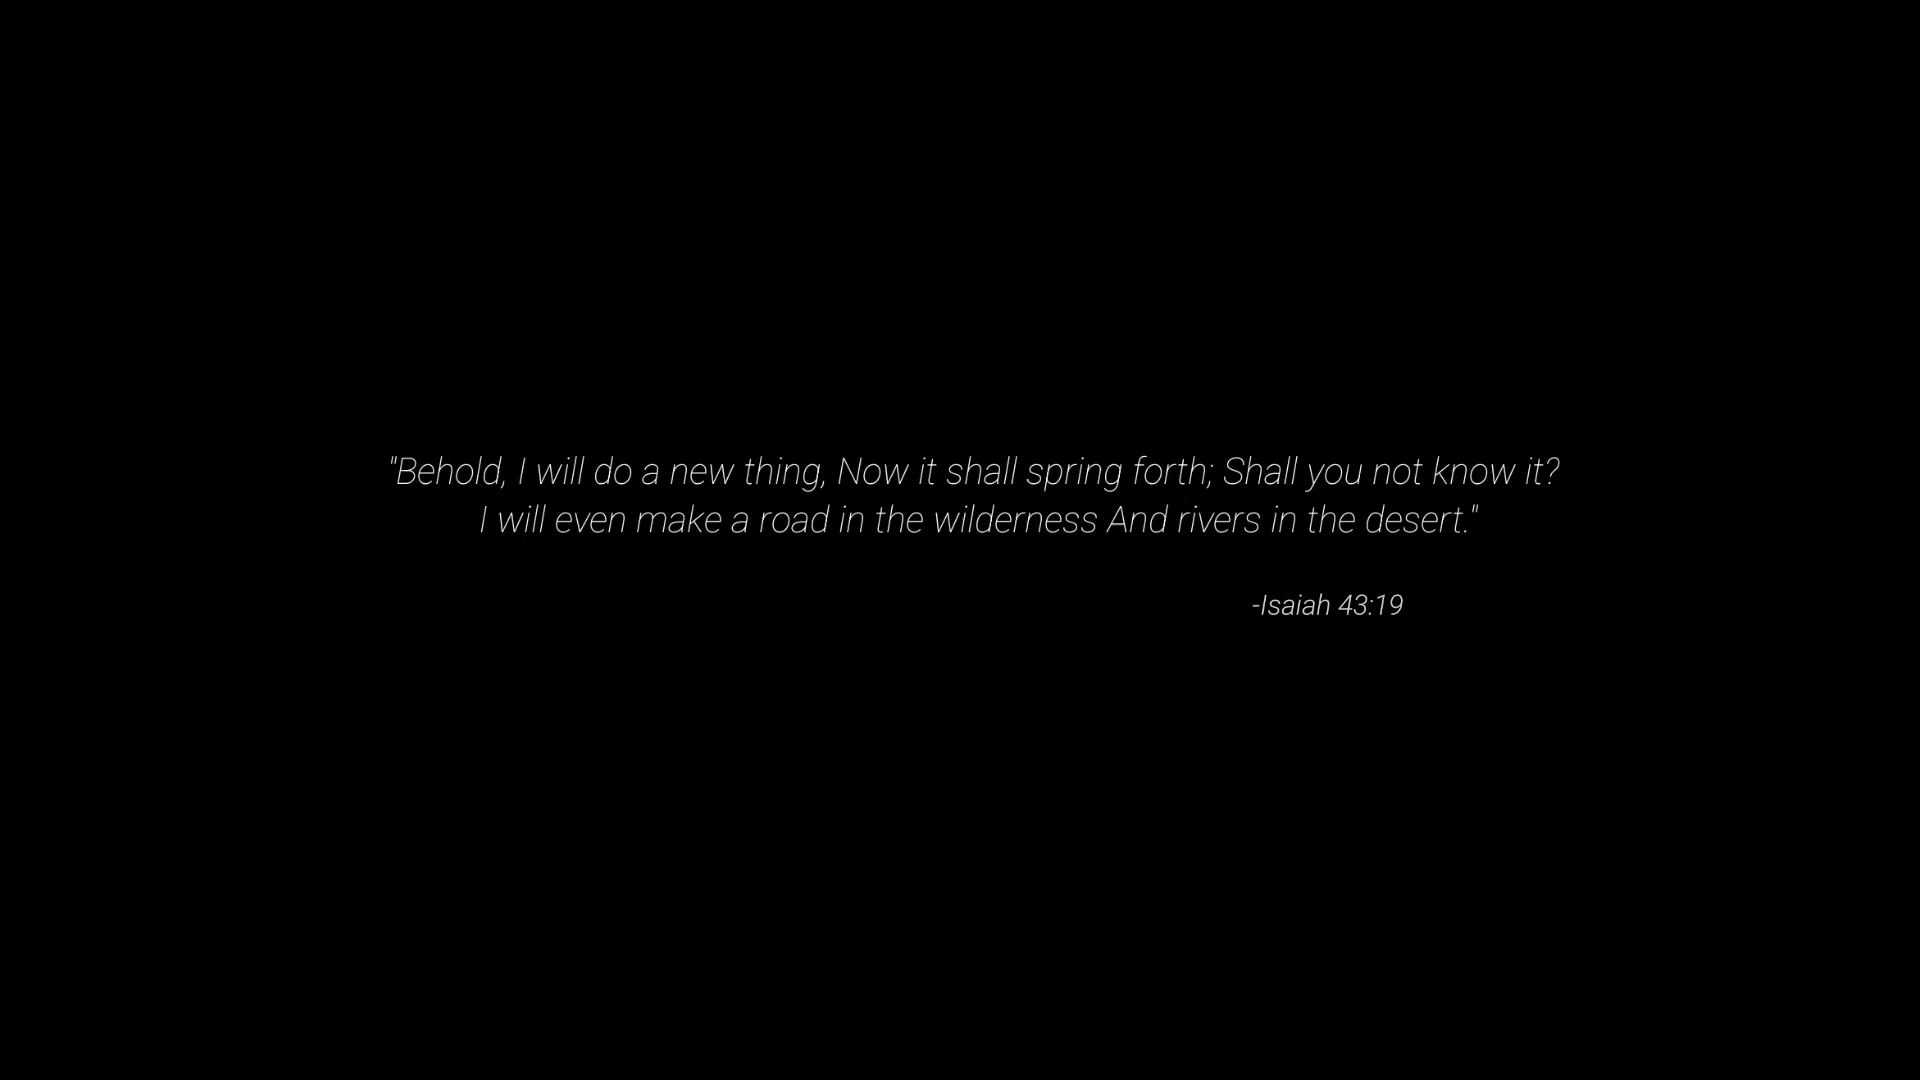 "Behold, I will do a new thing, Now it shall spring forth; Shall you not know it?
I will even make a road in the wilderness And rivers in the desert."
-Isaiah 43:19